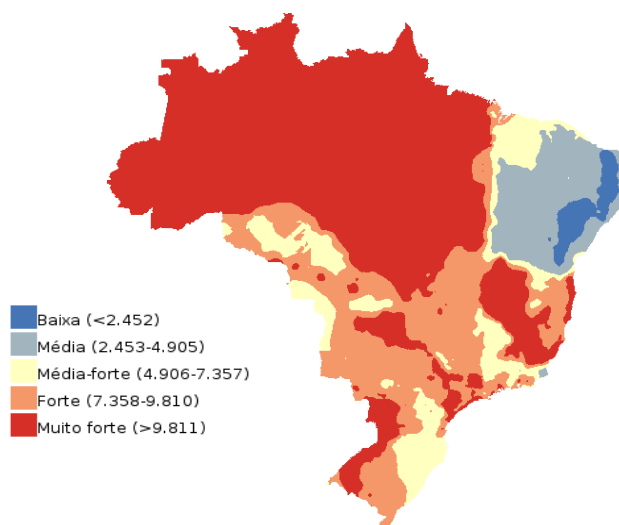 Baixa (<2.452)
Média (2.453-4.905)
Média-forte (4.906-7.357)
Forte (7.358-9.810)
Muito forte (>9.811)